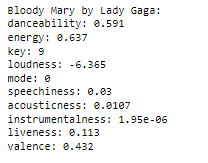 Bloody Mary by Lady Gaga:
danceability: 0.591
energy: 0.637
key: 9
loudness: -6.365
mode: 0
speechiness: 0.03
acousticness: 0.0107
instrumentalness: 1.95e-06
liveness: 0.113
valence: 0.432